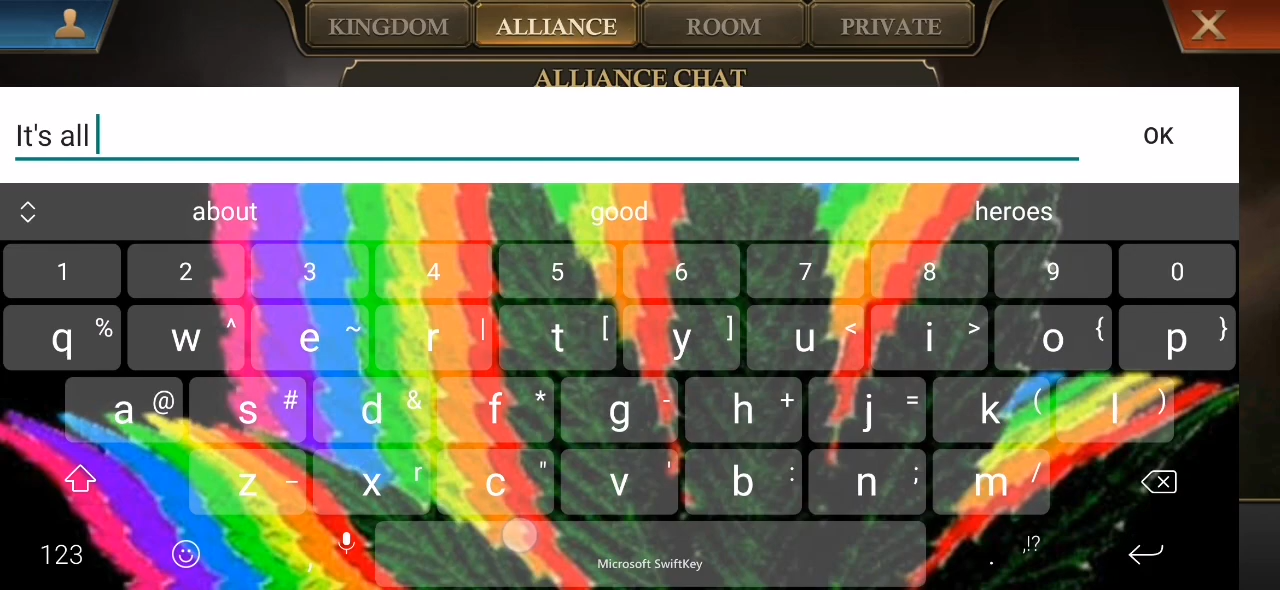 KINGDOM ALLIANCE ROOM PRIVATE X
ALLIANCE CHAT
It's all
OK
about good heroes
1 2 3 4 5 6 7 8 9 0
q % w ^ e ~ r | t [ y ] u < i > o { p }
a @ s # d & f * g - h + j = k ( l )
z _ x r c " v ' b : n ; m /
123 , Microsoft SwiftKey . ,!?